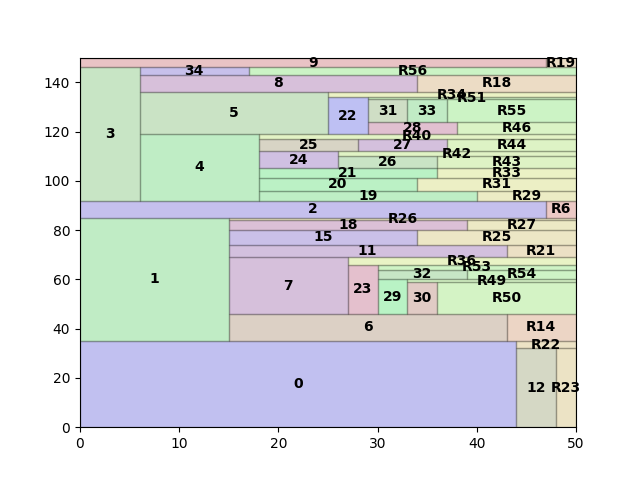 9 R19
34 R56
140
8 R18
R34 R51
5 22 31 33 R55
120
28 R46
R40
3
25 27 R44
24 R42
26 R43
4
21 R33
100
20 R31
19 R29
2 R6
R26
18 R27
80
15 R25
11 R21
R36
R53
32 R54
1
60
7 R49
23 29 30 R50
40
6 R14
R22
20
0 12 R23
0
0 10 20 30 40 50